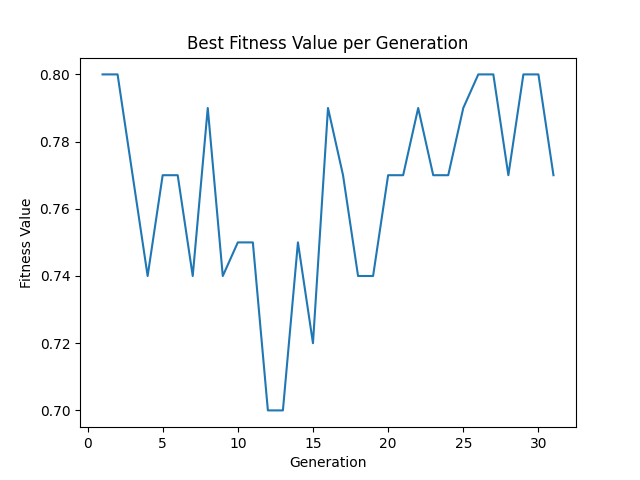 Best Fitness Value per Generation
0.80
0.78
0.76
0.74
0.72
0.70
Fitness Value
0 5 10 15 20 25 30
Generation